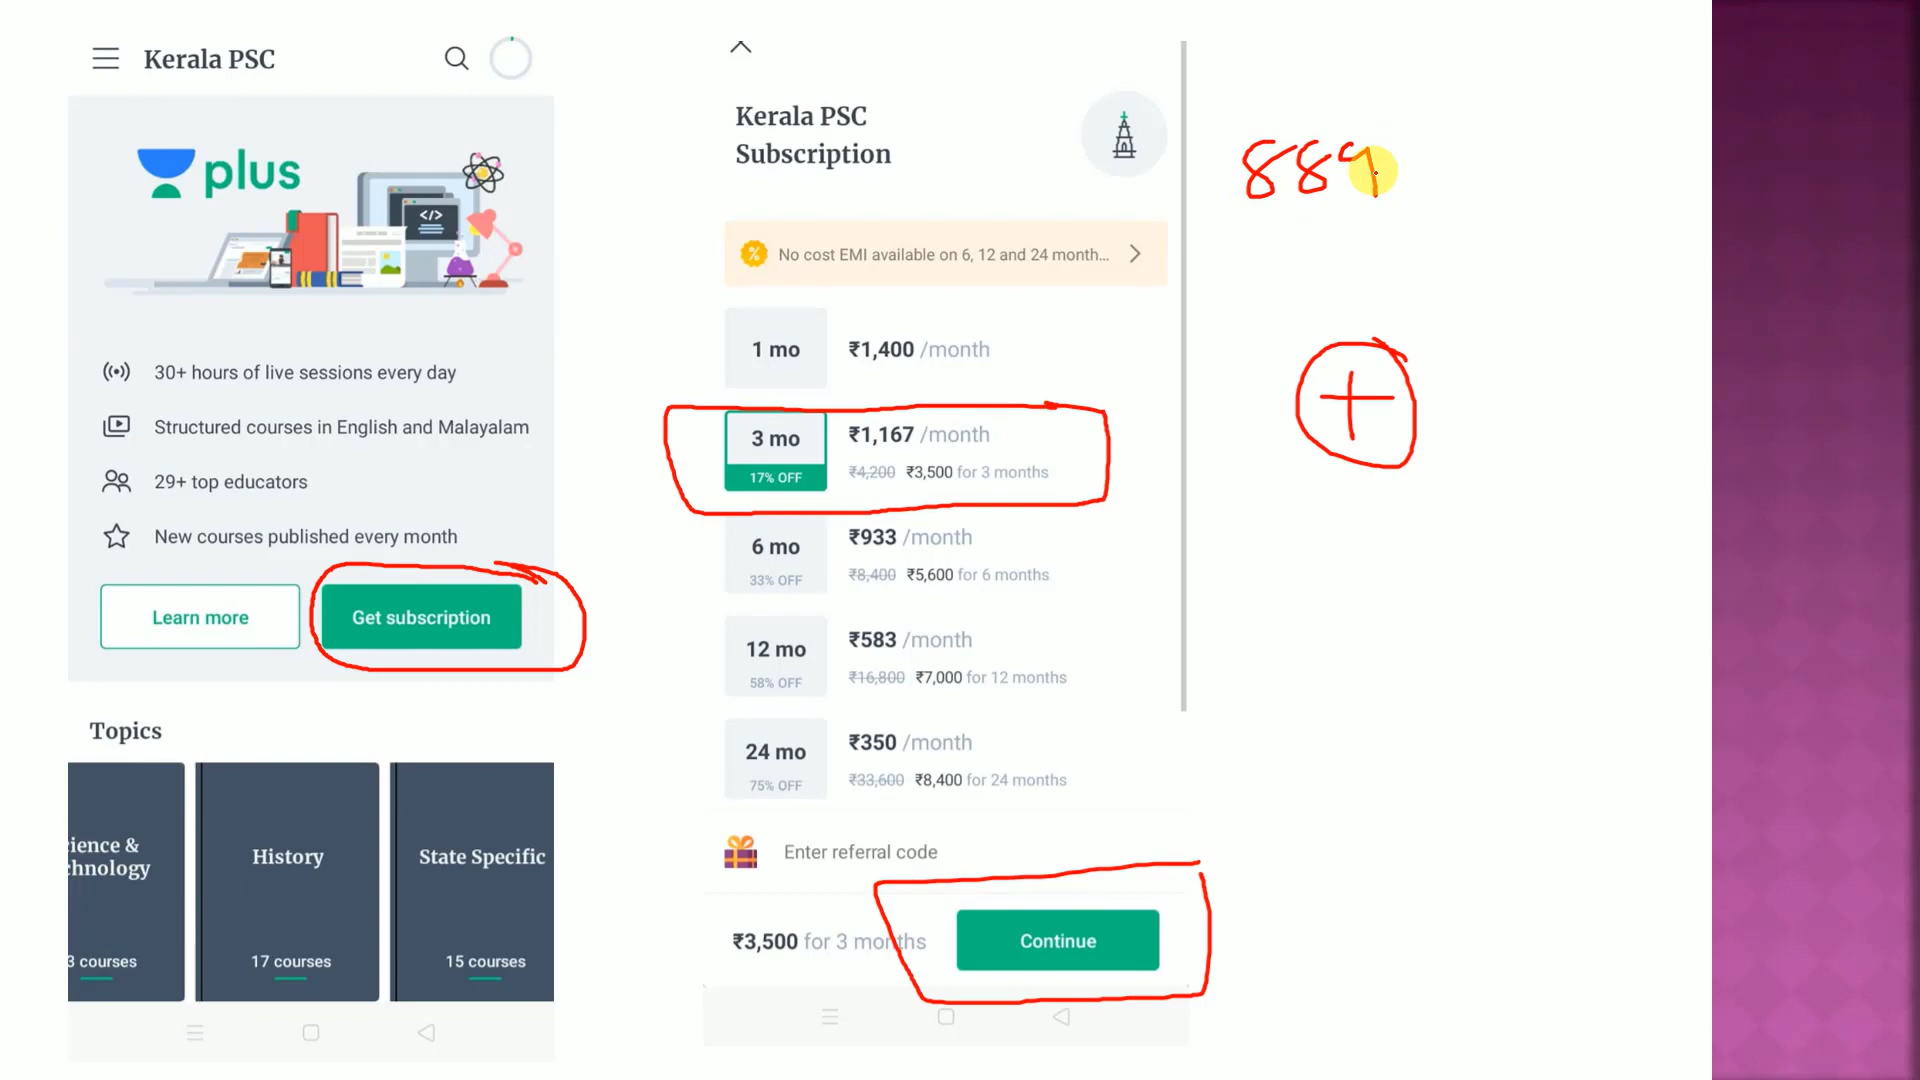 Kerala PSC
plus
</>
30+ hours of live sessions every day
Structured courses in English and Malayalam
29+ top educators
New courses published every month
Learn more
Get subscription
Topics
ience &
hnology
3 courses
History
17 courses
State Specific
15 courses
Kerala PSC
Subscription
% No cost EMI available on 6, 12 and 24 month...
1 mo
₹1,400 /month
3 mo
17% OFF
₹1,167 /month
₹4,200 ₹3,500 for 3 months
6 mo
33% OFF
₹933 /month
₹8,400 ₹5,600 for 6 months
12 mo
58% OFF
₹583 /month
₹16,800 ₹7,000 for 12 months
24 mo
75% OFF
₹350 /month
₹33,600 ₹8,400 for 24 months
Enter referral code
₹3,500 for 3 months
Continue
889
+